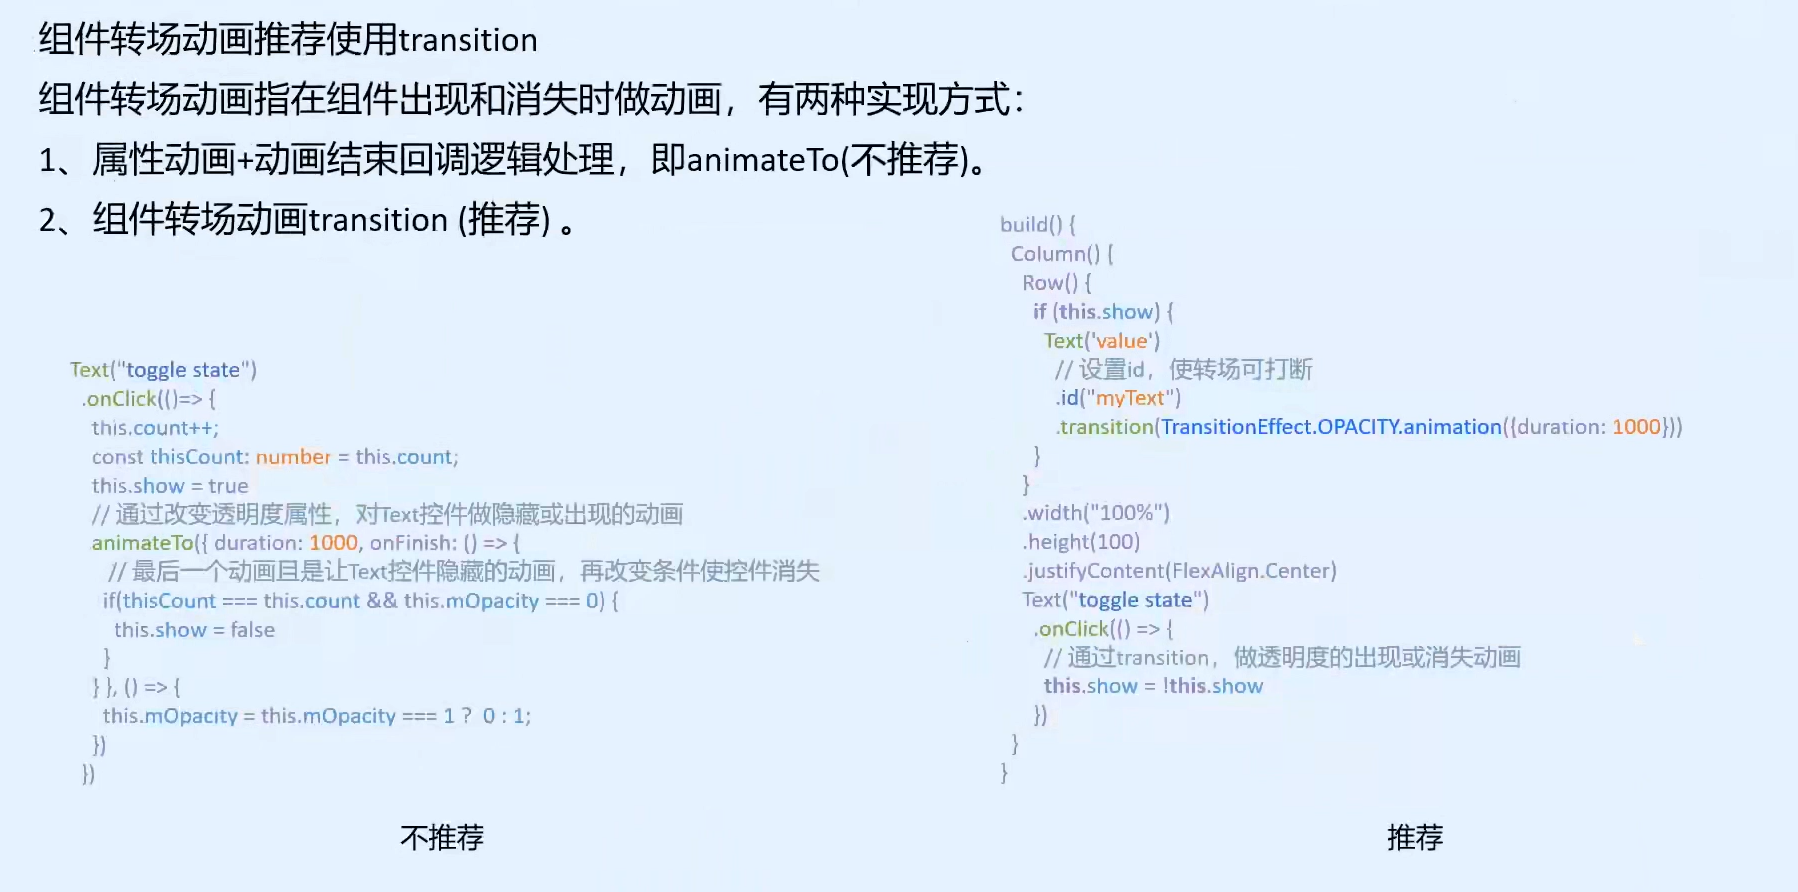 组件转场动画推荐使用transition
组件转场动画指在组件出现和消失时做动画，有两种实现方式：
1、属性动画+动画结束回调逻辑处理，即animateTo(不推荐)。
2、组件转场动画transition (推荐) 。
Text("toggle state")
.onClick(()=> {
this.count++;
const thisCount: number = this.count;
this.show = true
// 通过改变透明度属性，对Text控件做隐藏或出现的动画
animateTo({ duration: 1000, onFinish: () => {
// 最后一个动画且是让Text控件隐藏的动画，再改变条件使控件消失
if(thisCount === this.count && this.mOpacity === 0) {
this.show = false
}
} }, () => {
this.mOpacity = this.mOpacity === 1 ? 0 : 1;
})
})
不推荐
build() {
Column() {
Row() {
if (this.show) {
Text('value')
// 设置id，使转场可打断
.id("myText")
.transition(TransitionEffect.OPACITY.animation({duration: 1000}))
}
}
.width("100%")
.height(100)
.justifyContent(FlexAlign.Center)
Text("toggle state")
.onClick(() => {
// 通过transition，做透明度的出现或消失动画
this.show = !this.show
})
}
}
推荐